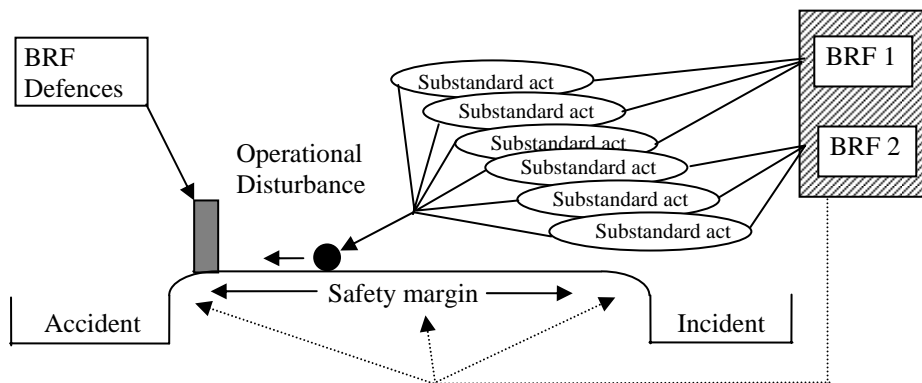 BRF
Defences
Operational
Disturbance
Substandard act
Substandard act
Substandard act
Substandard act
Substandard act
Substandard act
BRF 1
BRF 2
Safety margin
Accident
Incident